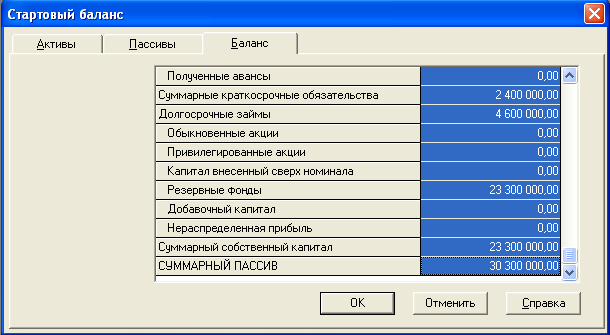 Стартовый баланс
Активы Пассивы Баланс
Полученные авансы 0,00
Суммарные краткосрочные обязательства 2 400 000,00
Долгосрочные займы 4 600 000,00
Обыкновенные акции 0,00
Привилегированные акции 0,00
Капитал внесенный сверх номинала 0,00
Резервные фонды 23 300 000,00
Добавочный капитал 0,00
Нераспределенная прибыль 0,00
Суммарный собственный капитал 23 300 000,00
СУММАРНЫЙ ПАССИВ 30 300 000,00
OK Отменить Справка